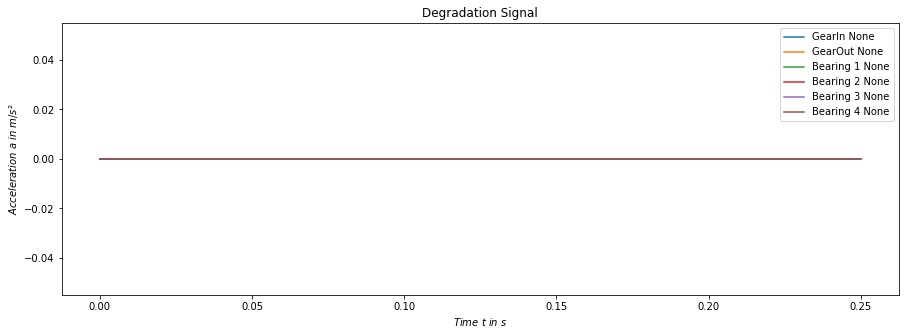 Degradation Signal
GearIn None
GearOut None
Bearing 1 None
Bearing 2 None
Bearing 3 None
Bearing 4 None
Acceleration a in m/s²
0.04
0.02
0.00
−0.02
−0.04
0.00 0.05 0.10 0.15 0.20 0.25
Time t in s